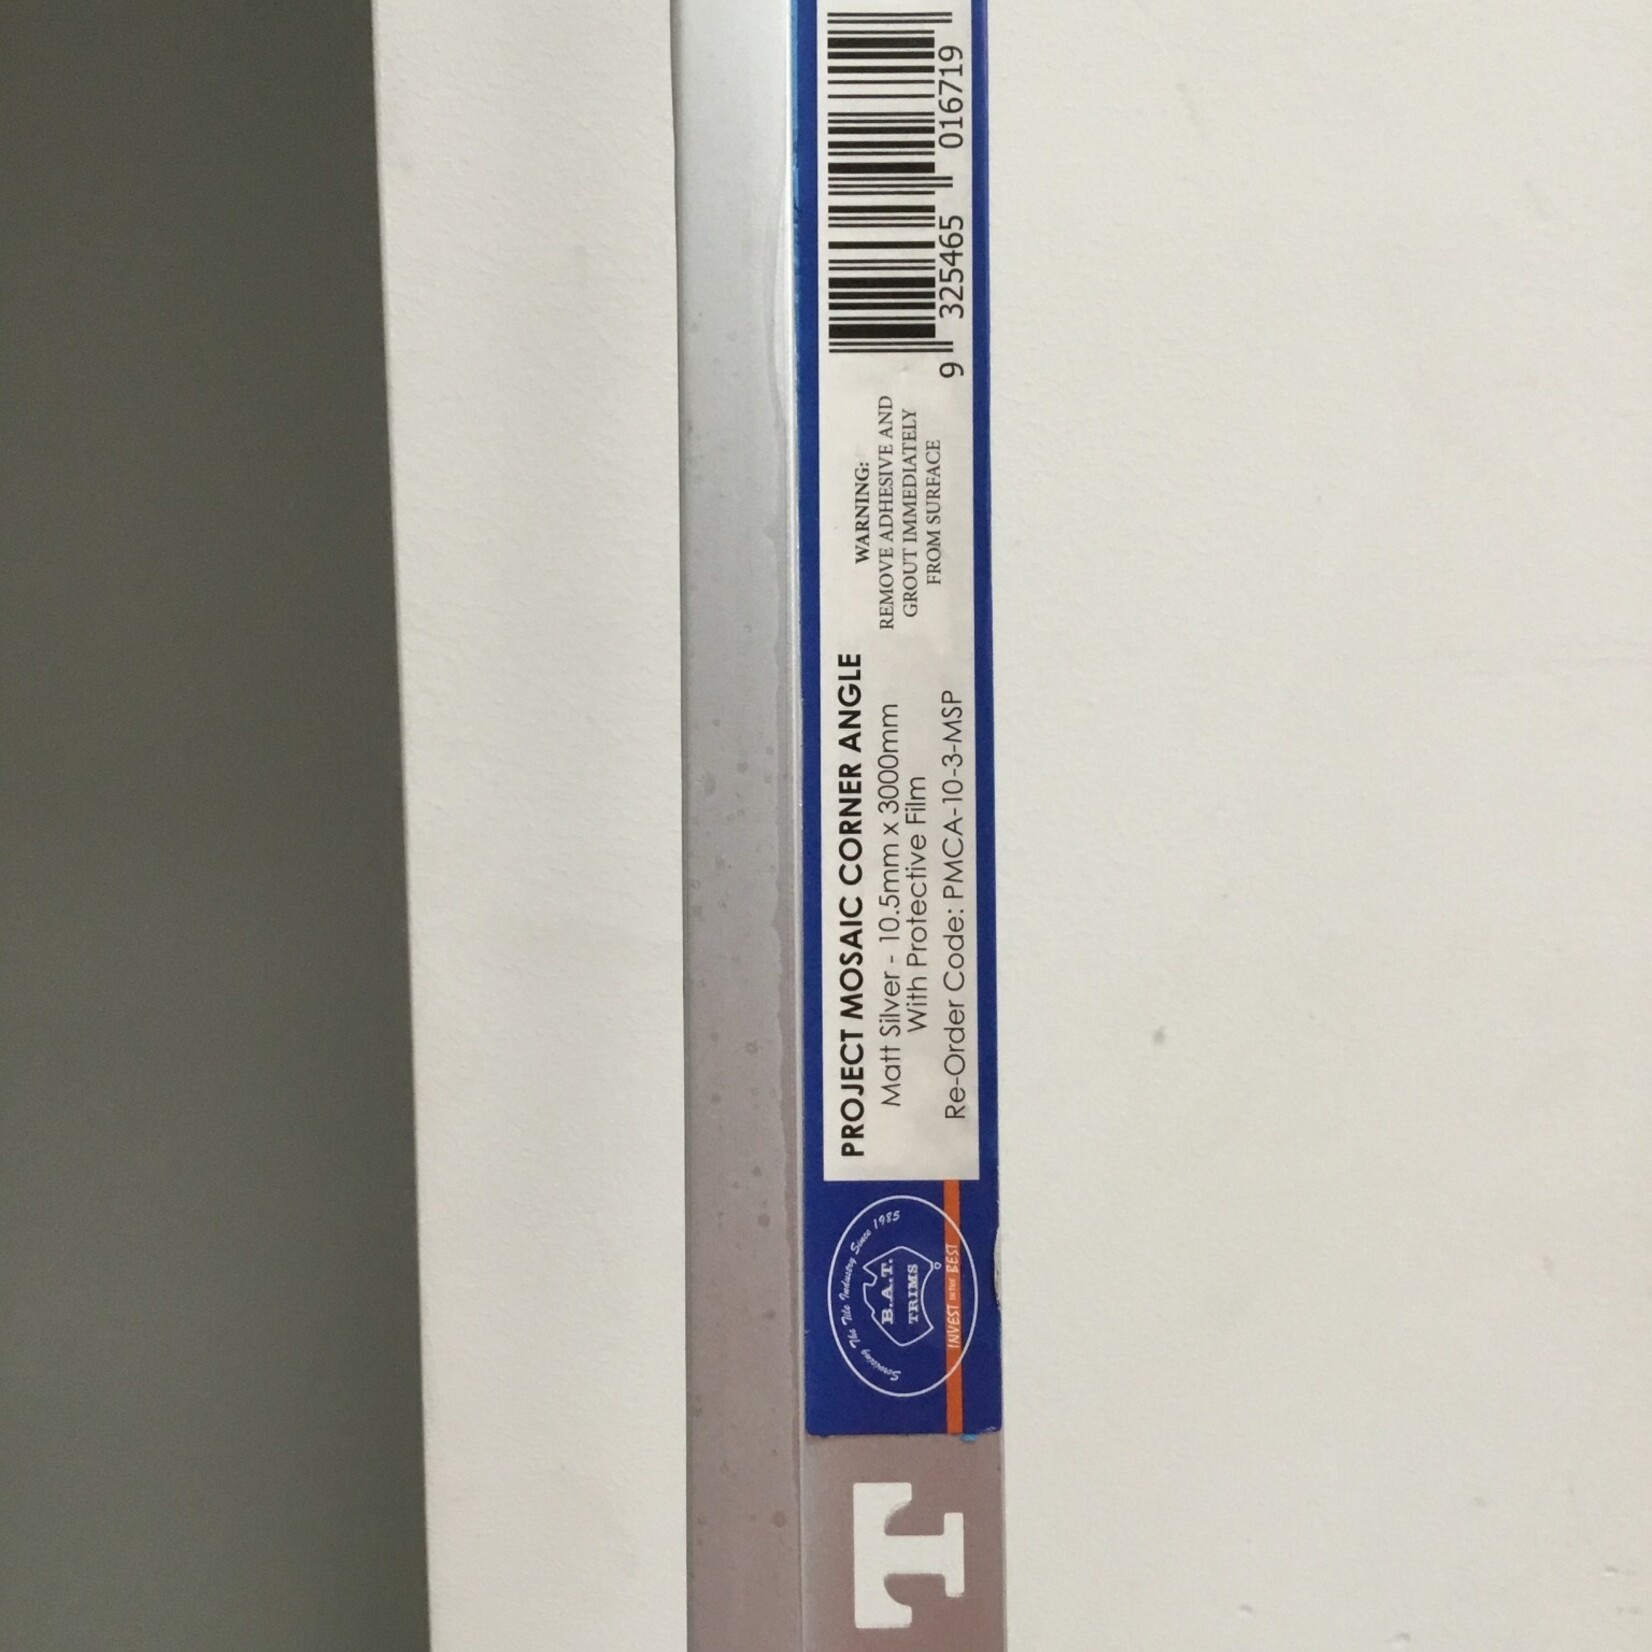 Servicing The Tile Industry Since 1985
B.A.T.
TRIMS
INVEST IN THE BEST
PROJECT MOSAIC CORNER ANGLE
Matt Silver - 10.5mm x 3000mm
With Protective Film
Re-Order Code: PMCA-10-3-MSP
WARNING:
REMOVE ADHESIVE AND
GROUT IMMEDIATELY
FROM SURFACE
9 325465 016719